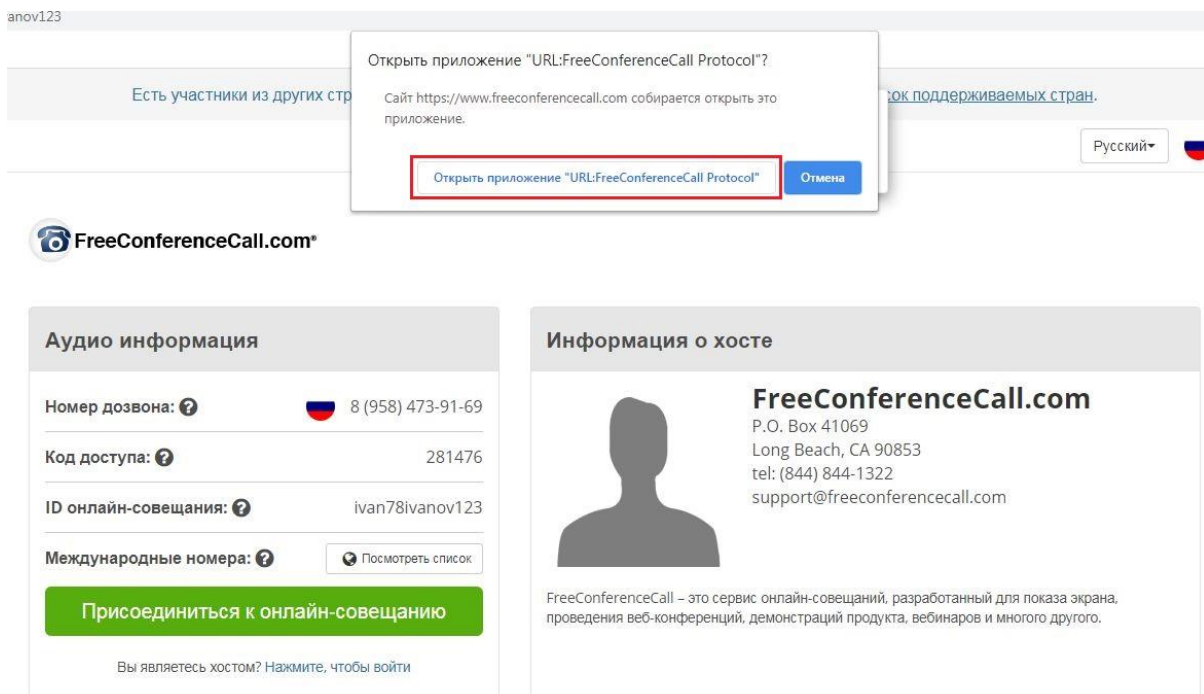 anov123
Открыть приложение "URL:FreeConferenceCall Protocol"?
Сайт https://www.freeconferencecall.com собирается открыть это
приложение.
Открыть приложение "URL:FreeConferenceCall Protocol"
Отмена
Есть участники из других стр
ок поддерживаемых стран.
Русский
FreeConferenceCall.com®
Аудио информация
Номер дозвона: ? 8 (958) 473-91-69
Код доступа: ? 281476
ID онлайн-совещания: ? ivan78ivanov123
Международные номера: ? Посмотреть список
Присоединиться к онлайн-совещанию
Вы являетесь хостом? Нажмите, чтобы войти
Информация о хосте
FreeConferenceCall.com
P.O. Box 41069
Long Beach, CA 90853
tel: (844) 844-1322
support@freeconferencecall.com
FreeConferenceCall – это сервис онлайн-совещаний, разработанный для показа экрана,
проведения веб-конференций, демонстраций продукта, вебинаров и многого другого.